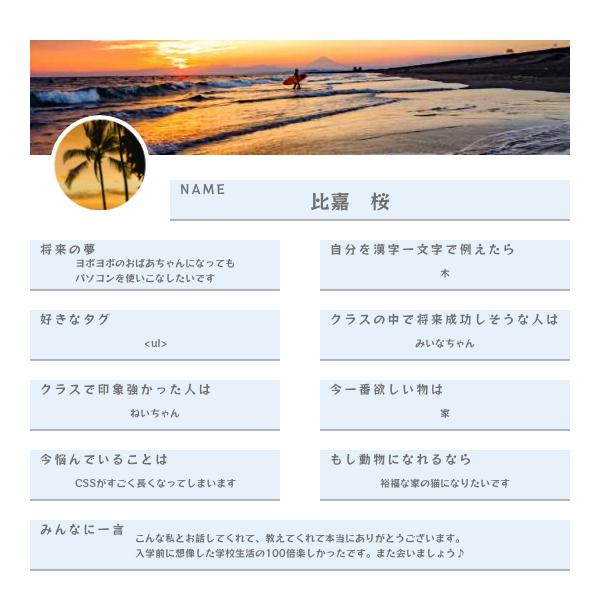 NAME
比嘉　桜
将来の夢
ヨボヨボのおばあちゃんになっても
パソコンを使いこなしたいです
自分を漢字一文字で例えたら
木
好きなタグ
<ul>
クラスの中で将来成功しそうな人は
みいなちゃん
クラスで印象強かった人は
ねいちゃん
今一番欲しい物は
家
今悩んでいることは
CSSがすごく長くなってしまいます
もし動物になれるなら
裕福な家の猫になりたいです
みんなに一言
こんな私とお話してくれて、教えてくれて本当にありがとうございます。
入学前に想像した学校生活の100倍楽しかったです。また会いましょう♪